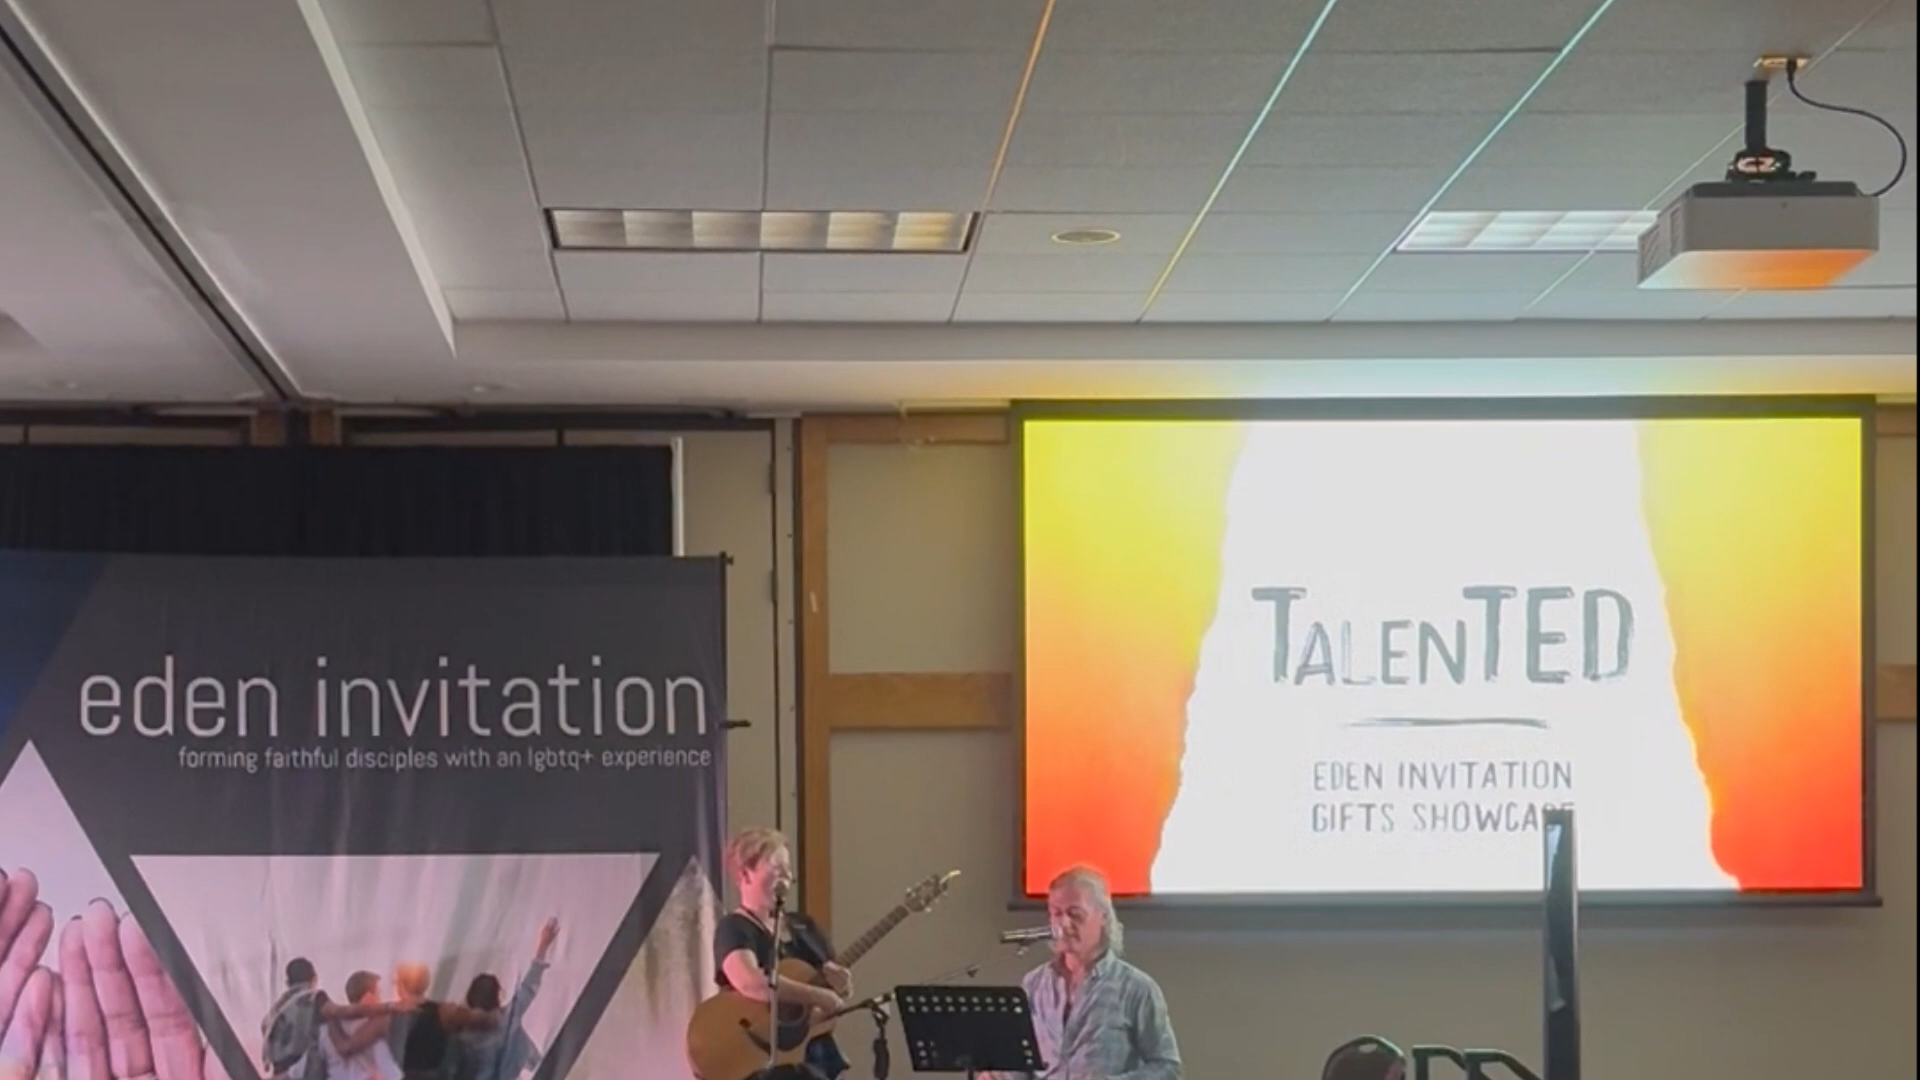 eden invitation
forming faithful disciples with an lgbtq+ experience
TALENTED
EDEN INVITATION
GIFTS SHOWCASE